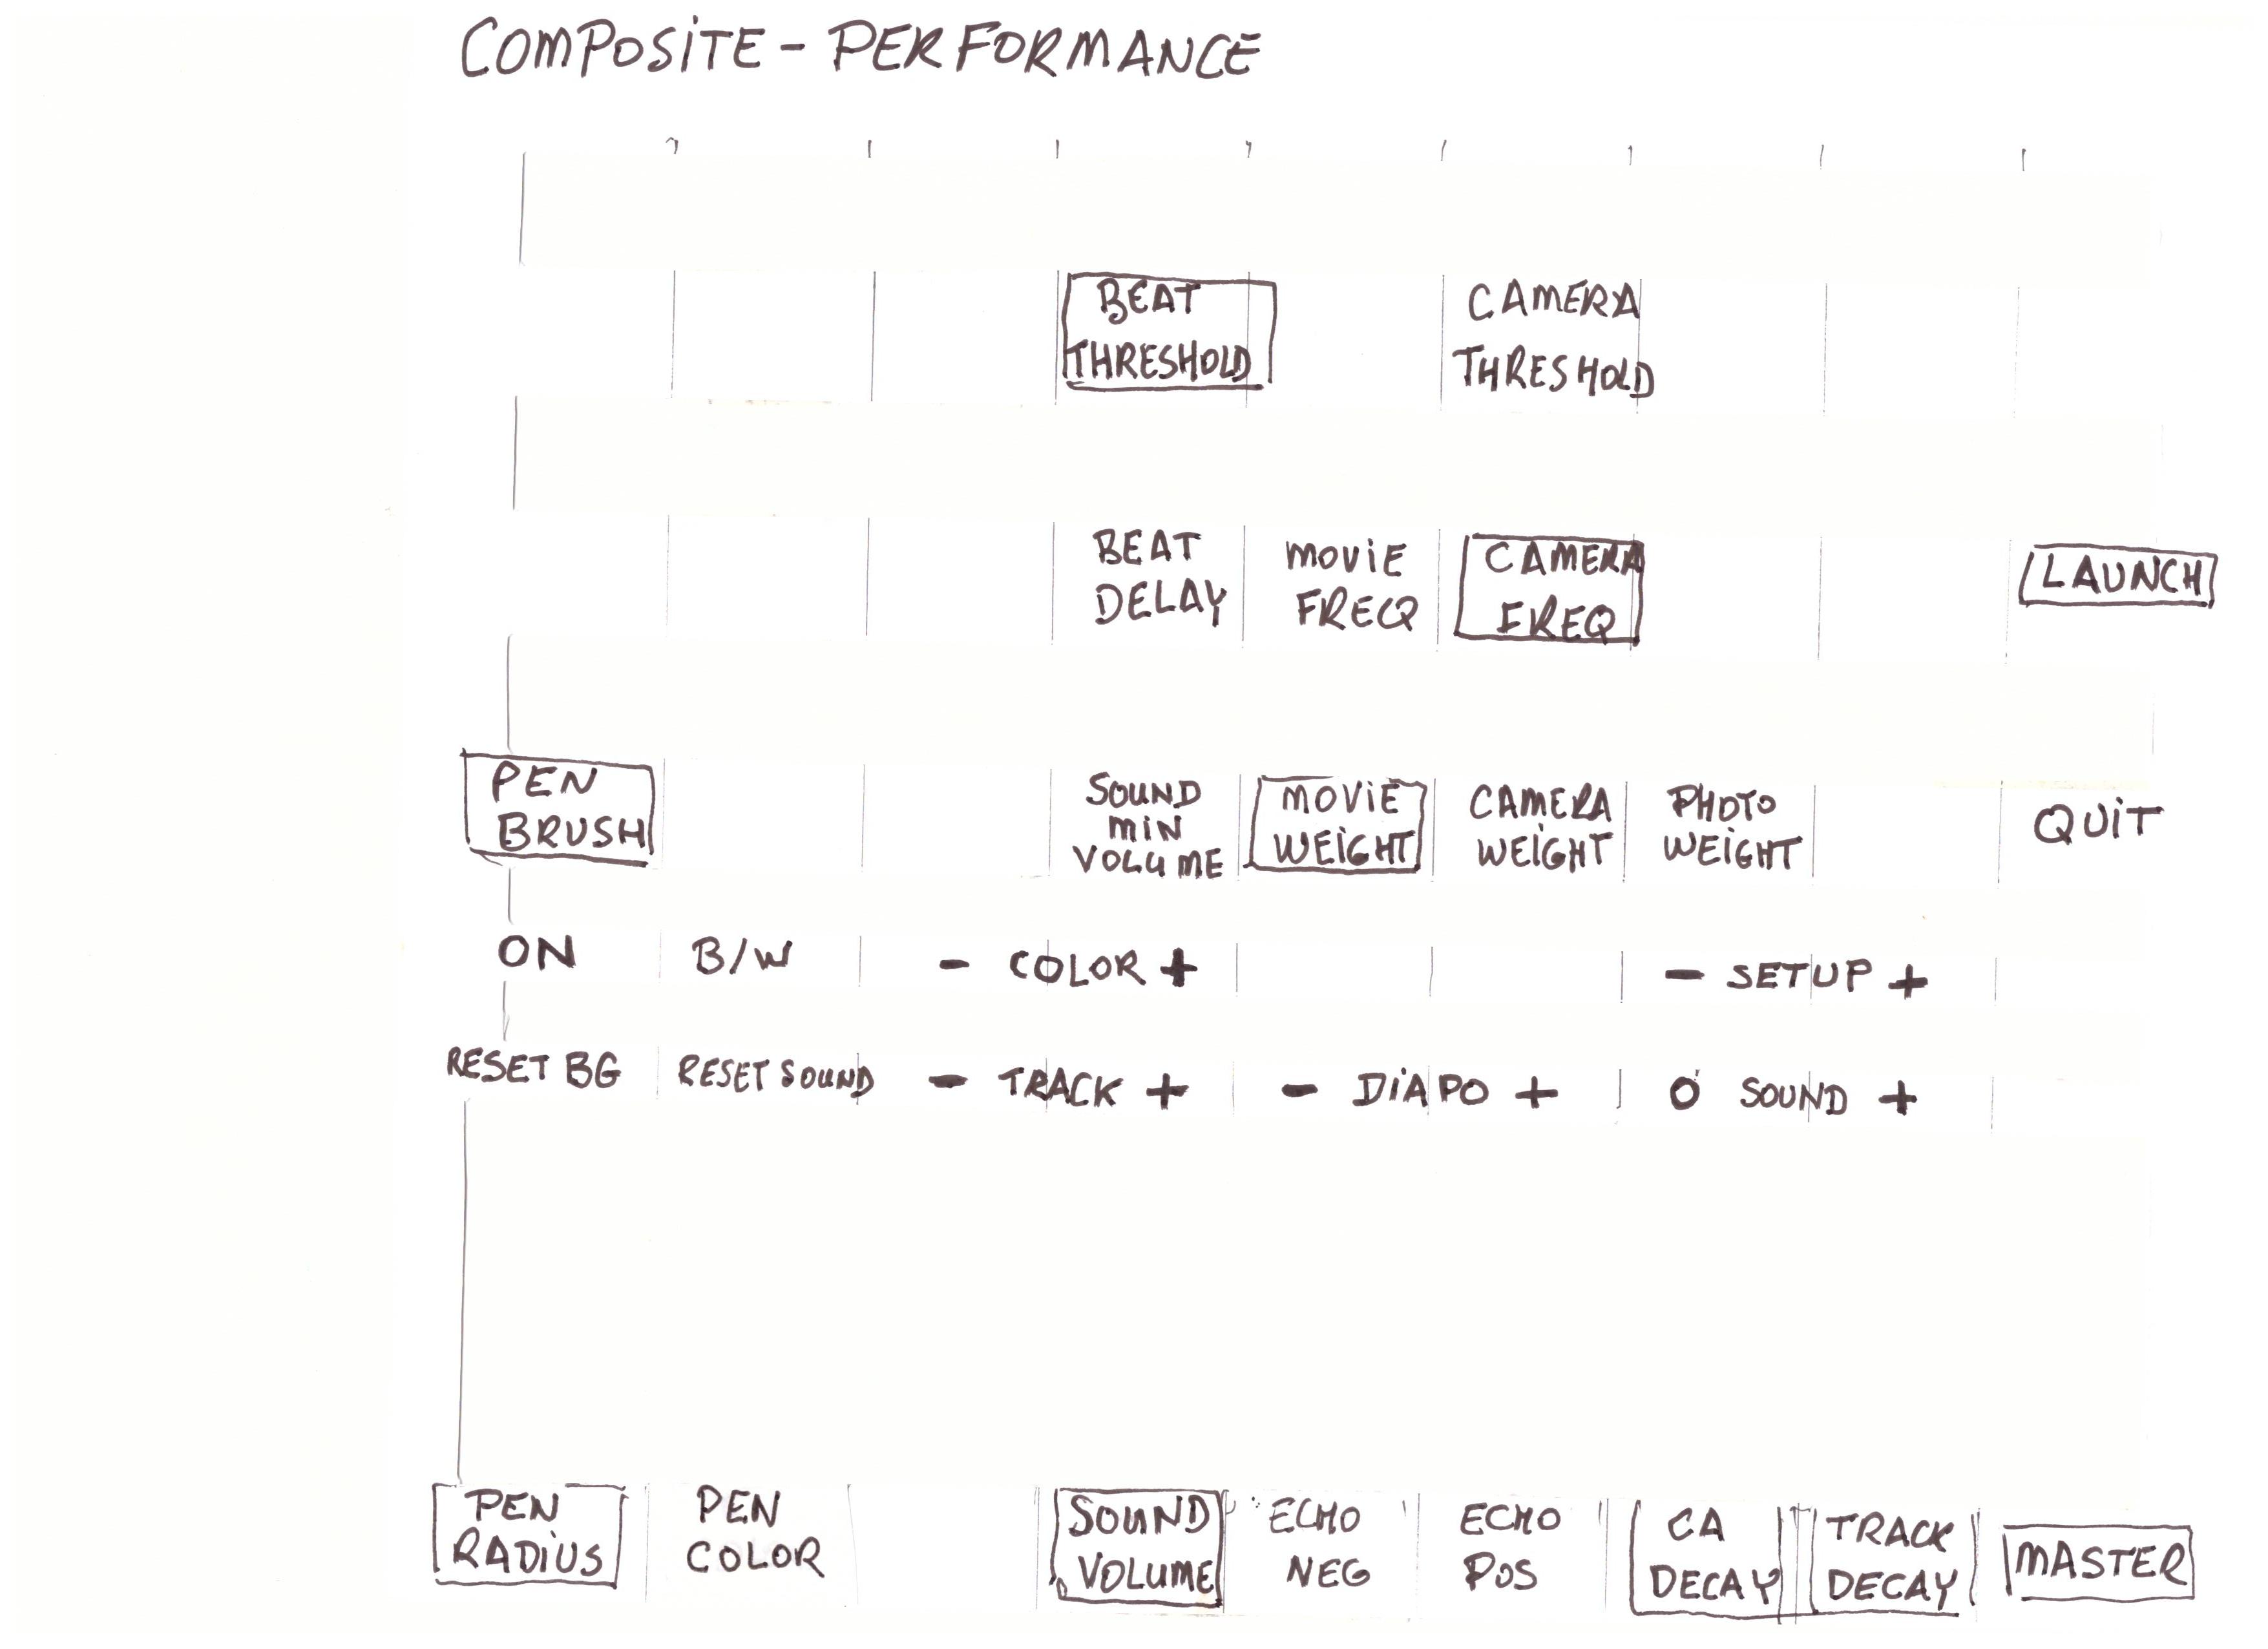 COMPOSITE - PERFORMANCE
BEAT THRESHOLD
CAMERA THRESHOLD
BEAT DELAY
MOVIE FREQ
CAMERA FREQ
LAUNCH
PEN BRUSH
SOUND MIN VOLUME
MOVIE WEIGHT
CAMERA WEIGHT
PHOTO WEIGHT
QUIT
ON
B/W
- COLOR +
- SETUP +
RESET BG
RESET SOUND
- TRACK +
- DIAPO +
O SOUND +
PEN RADIUS
PEN COLOR
SOUND VOLUME
ECHO NEG
ECHO POS
CA DECAY
TRACK DECAY
MASTER